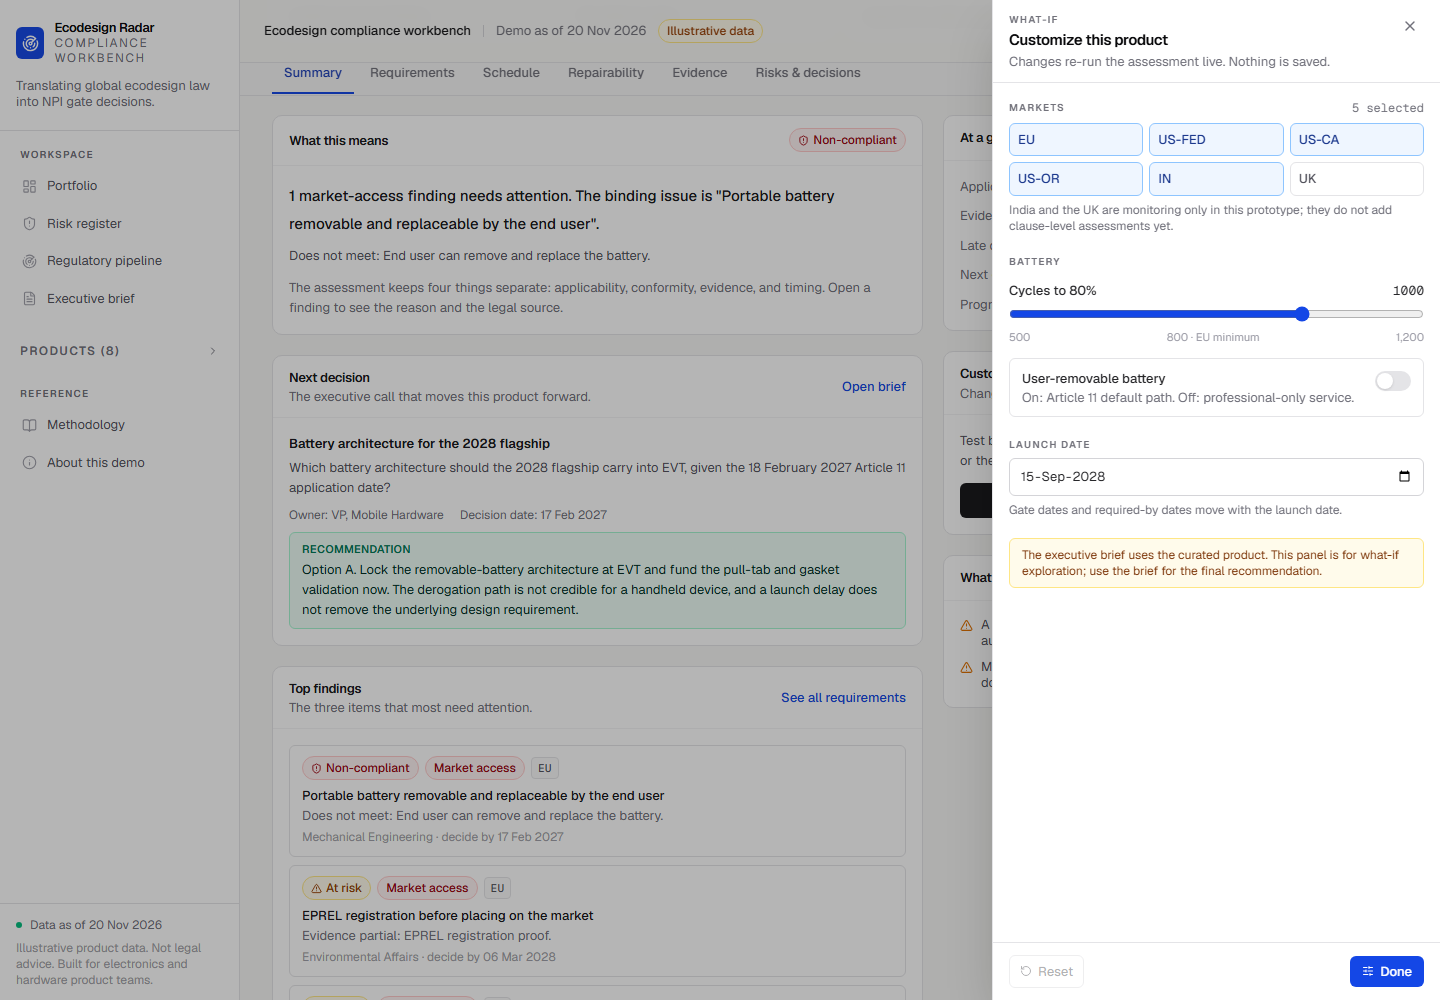 Ecodesign Radar
COMPLIANCE
WORKBENCH
Translating global ecodesign law
into NPI gate decisions.
WORKSPACE
Portfolio
Risk register
Regulatory pipeline
Executive brief
PRODUCTS (8)
REFERENCE
Methodology
About this demo
Data as of 20 Nov 2026
Illustrative product data. Not legal
advice. Built for electronics and
hardware product teams.
Ecodesign compliance workbench
Demo as of 20 Nov 2026
Illustrative data
Summary
Requirements
Schedule
Repairability
Evidence
Risks & decisions
What this means
Non-compliant
1 market-access finding needs attention. The binding issue is "Portable battery
removable and replaceable by the end user".
Does not meet: End user can remove and replace the battery.
The assessment keeps four things separate: applicability, conformity, evidence, and timing. Open a
finding to see the reason and the legal source.
Next decision
The executive call that moves this product forward.
Open brief
Battery architecture for the 2028 flagship
Which battery architecture should the 2028 flagship carry into EVT, given the 18 February 2027 Article 11
application date?
Owner: VP, Mobile Hardware
Decision date: 17 Feb 2027
RECOMMENDATION
Option A. Lock the removable-battery architecture at EVT and fund the pull-tab and gasket
validation now. The derogation path is not credible for a handheld device, and a launch delay does
not remove the underlying design requirement.
Top findings
The three items that most need attention.
See all requirements
Non-compliant
Market access
EU
Portable battery removable and replaceable by the end user
Does not meet: End user can remove and replace the battery.
Mechanical Engineering · decide by 17 Feb 2027
At risk
Market access
EU
EPREL registration before placing on the market
Evidence partial: EPREL registration proof.
Environmental Affairs · decide by 06 Mar 2028
At a g
Applic
Evide
Late c
Next
Progr
Custo
Chan
Test b
or the
What
A
au
M
do
WHAT-IF
Customize this product
Changes re-run the assessment live. Nothing is saved.
MARKETS
5 selected
EU
US-FED
US-CA
US-OR
IN
UK
India and the UK are monitoring only in this prototype; they do not add
clause-level assessments yet.
BATTERY
Cycles to 80%
1000
500
800 · EU minimum
1,200
User-removable battery
On: Article 11 default path. Off: professional-only service.
LAUNCH DATE
15-Sep-2028
Gate dates and required-by dates move with the launch date.
The executive brief uses the curated product. This panel is for what-if
exploration; use the brief for the final recommendation.
Reset
Done